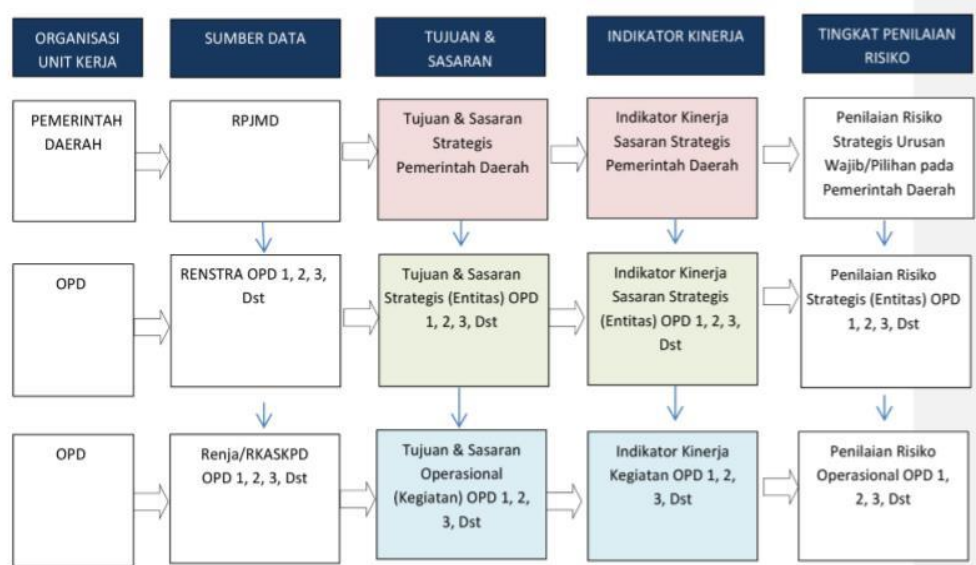 ORGANISASI
UNIT KERJA
SUMBER DATA
TUJUAN &
SASARAN
INDIKATOR KINERJA
TINGKAT PENILAIAN
RISIKO
PEMERINTAH
DAERAH
RPJMD
Tujuan & Sasaran
Strategis
Pemerintah Daerah
Indikator Kinerja
Sasaran Strategis
Pemerintah Daerah
Penilaian Risiko
Strategis Urusan
Wajib/Pilihan pada
Pemerintah Daerah
OPD
RENSTRA OPD 1, 2, 3,
Dst
Tujuan & Sasaran
Strategis (Entitas) OPD
1, 2, 3, Dst
Indikator Kinerja
Sasaran Strategis
(Entitas) OPD 1, 2, 3,
Dst
Penilaian Risiko
Strategis (Entitas) OPD
1, 2, 3, Dst
OPD
Renja/RKASKPD
OPD 1, 2, 3, Dst
Tujuan & Sasaran
Operasional
(Kegiatan) OPD 1, 2,
3, Dst
Indikator Kinerja
Kegiatan OPD 1, 2,
3, Dst
Penilaian Risiko
Operasional OPD 1,
2, 3, Dst